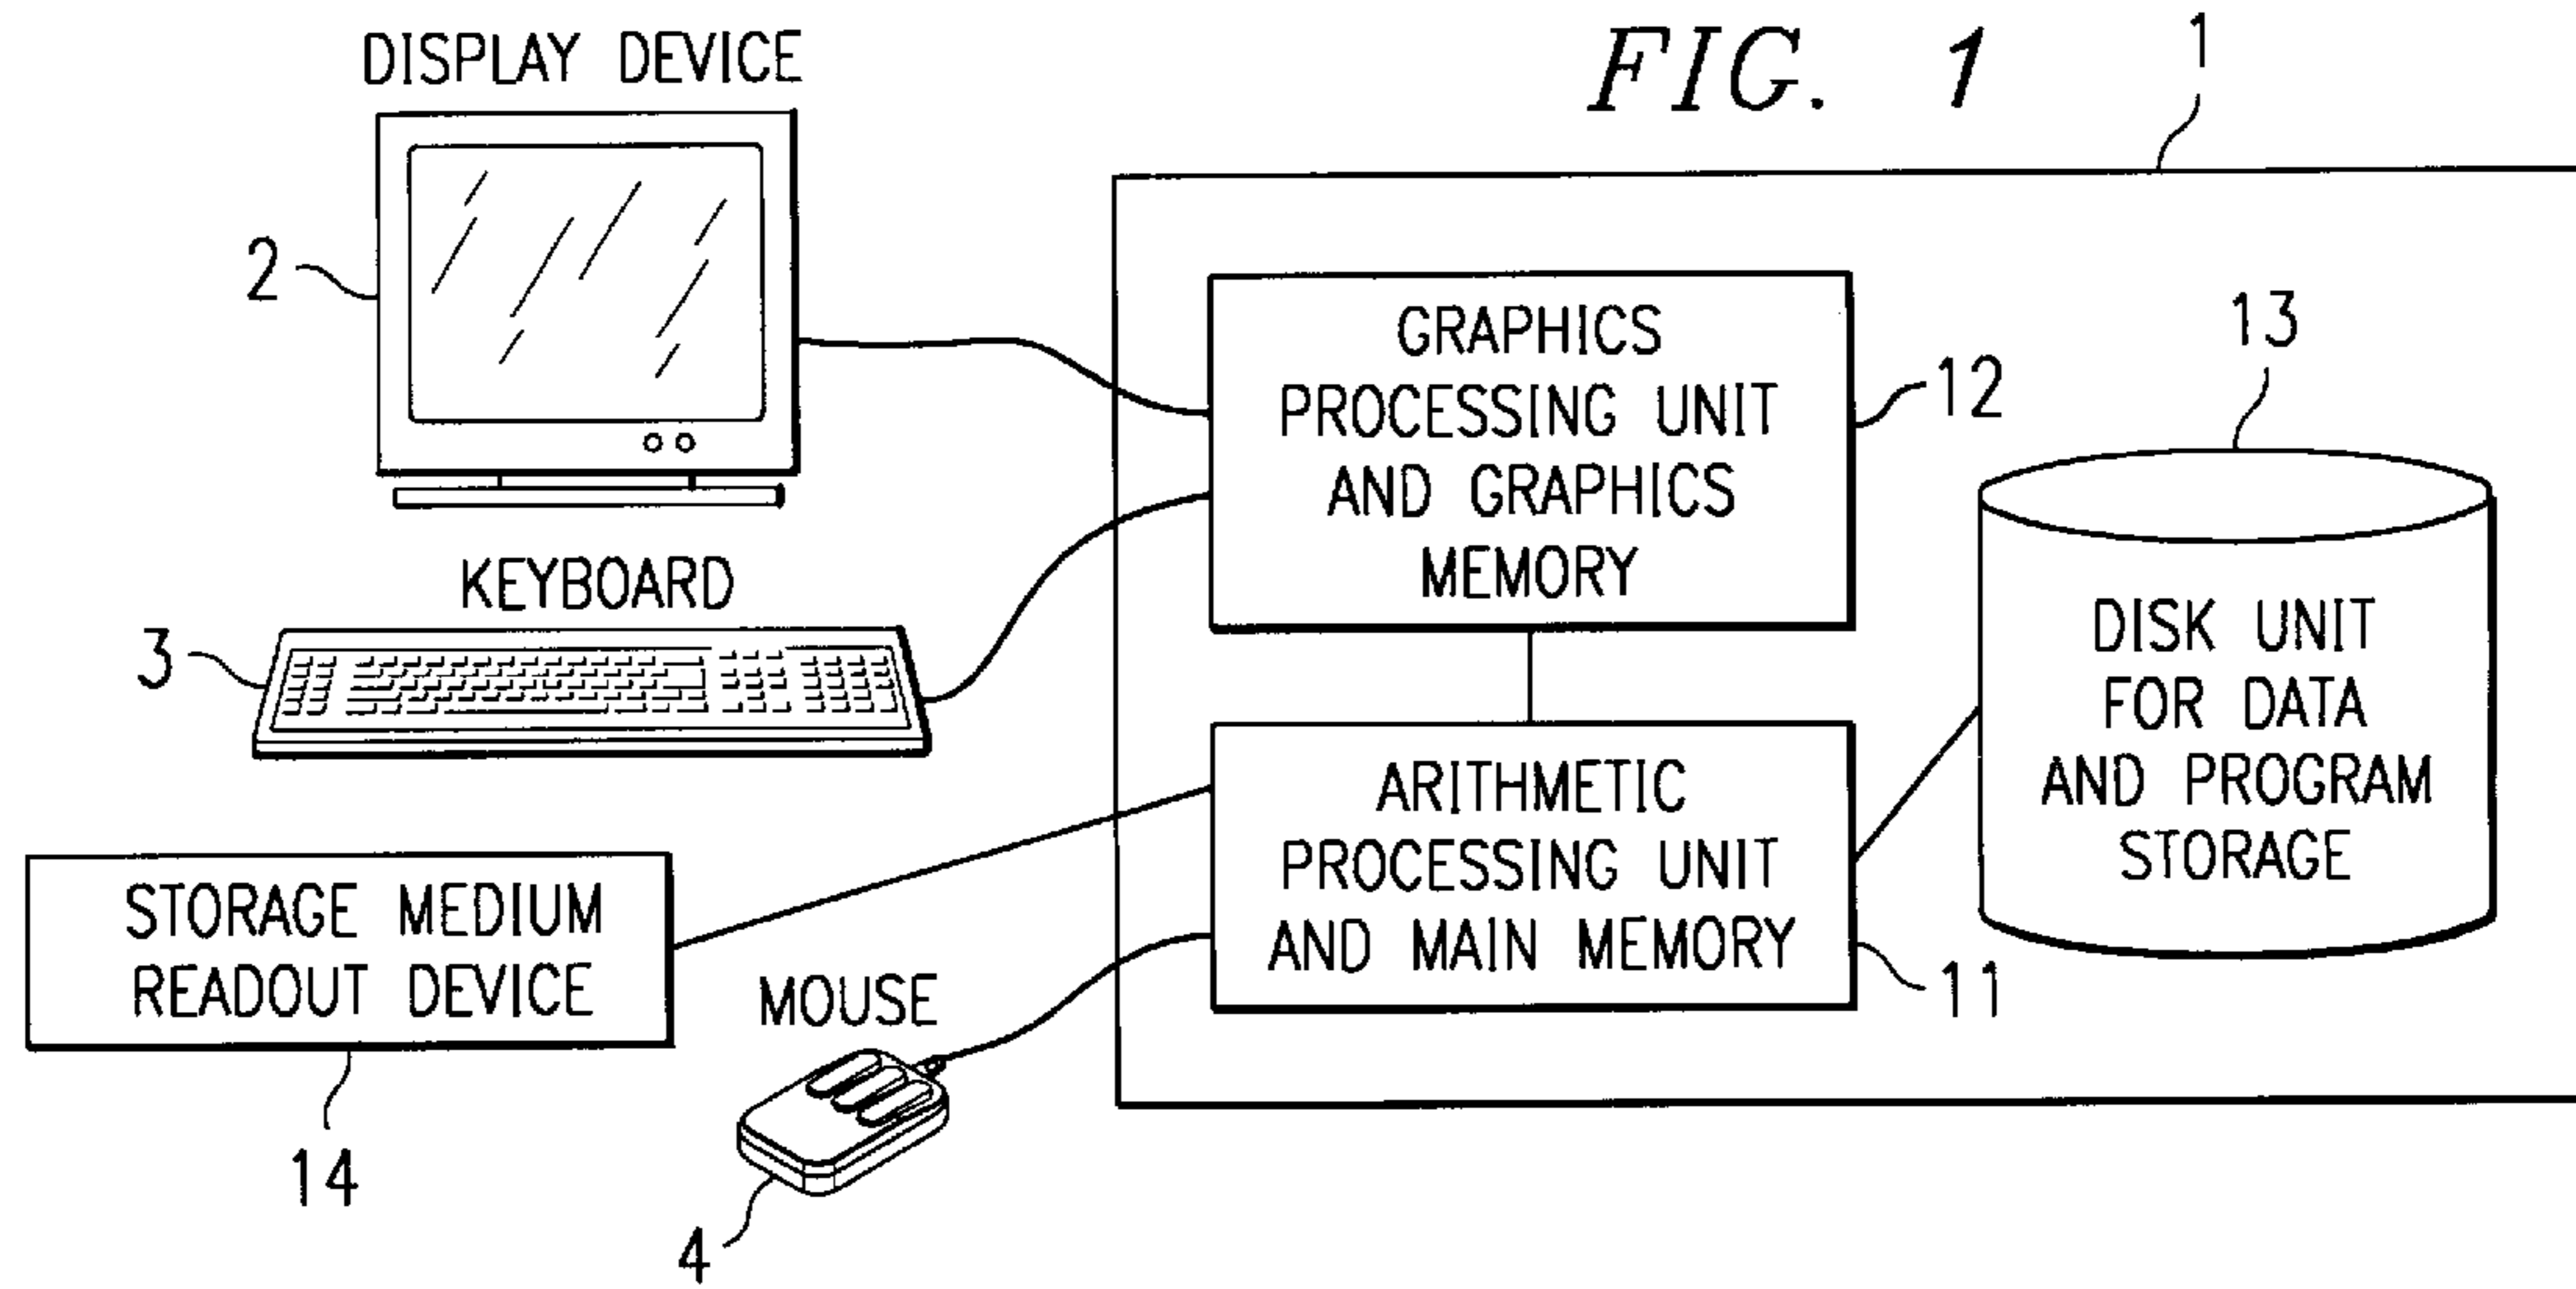 FIG. 1
1
DISPLAY DEVICE
2
GRAPHICS
PROCESSING UNIT
AND GRAPHICS
MEMORY
12
13
KEYBOARD
3
DISK UNIT
FOR DATA
AND PROGRAM
STORAGE
ARITHMETIC
PROCESSING UNIT
AND MAIN MEMORY
11
STORAGE MEDIUM
READOUT DEVICE
14
MOUSE
4